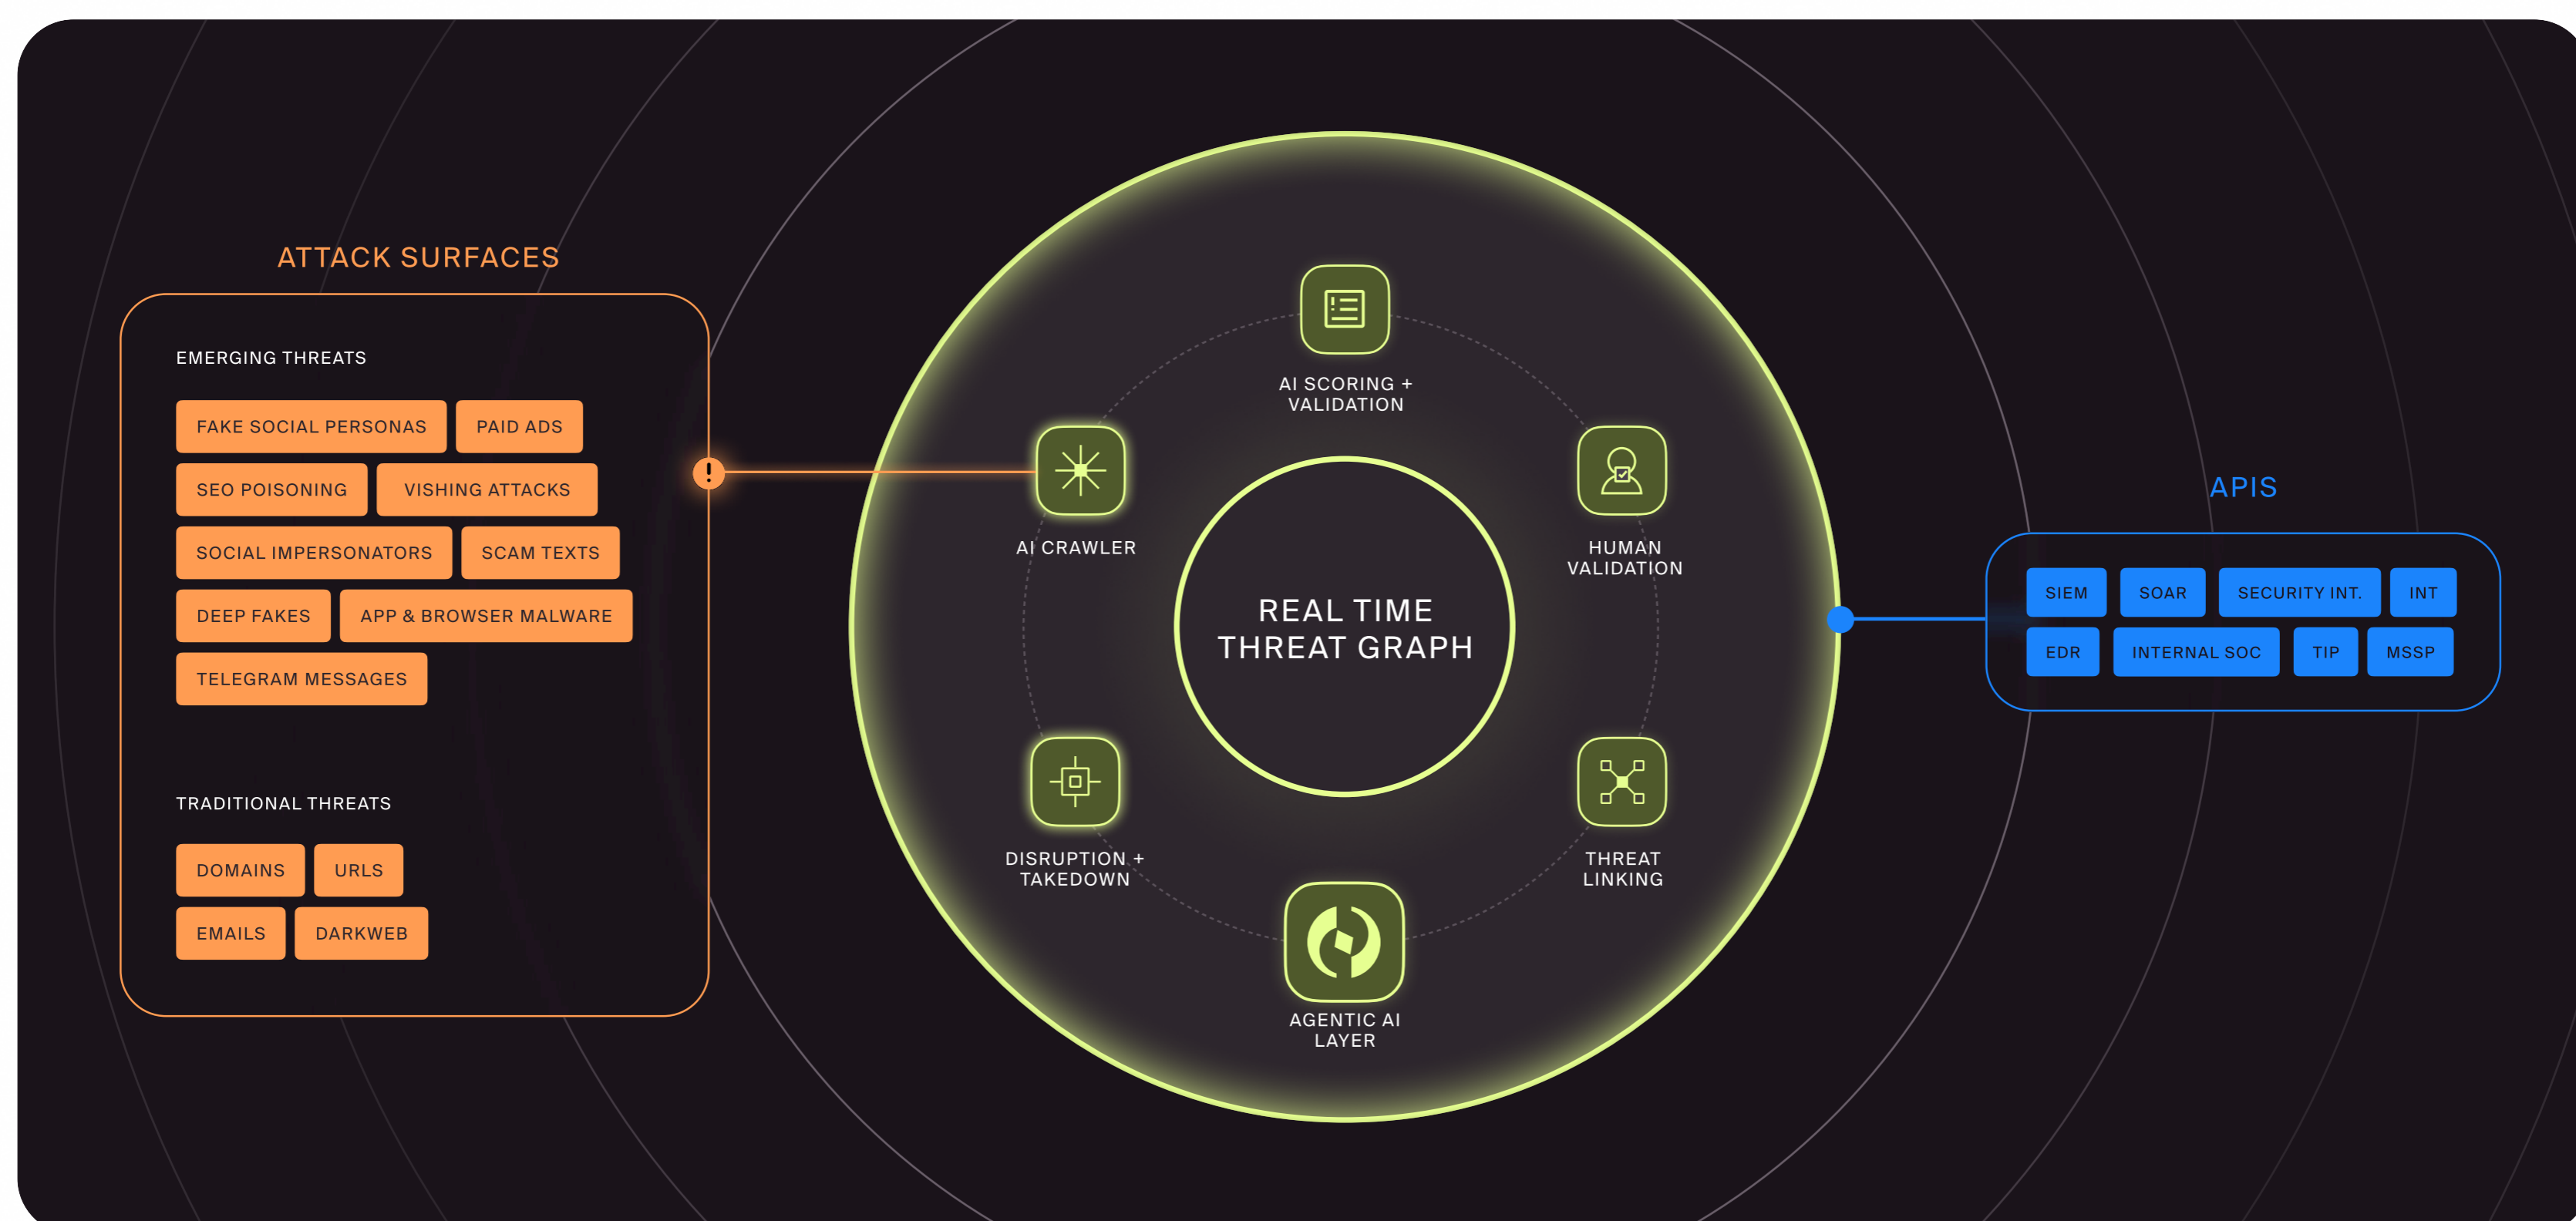 ATTACK SURFACES
EMERGING THREATS
FAKE SOCIAL PERSONAS
PAID ADS
SEO POISONING
VISHING ATTACKS
SOCIAL IMPERSONATORS
SCAM TEXTS
DEEP FAKES
APP & BROWSER MALWARE
TELEGRAM MESSAGES
TRADITIONAL THREATS
DOMAINS
URLS
EMAILS
DARKWEB
!
AI CRAWLER
AI SCORING +
VALIDATION
HUMAN
VALIDATION
REAL TIME
THREAT GRAPH
DISRUPTION +
TAKEDOWN
THREAT
LINKING
AGENTIC AI
LAYER
APIS
SIEM
SOAR
SECURITY INT.
INT
EDR
INTERNAL SOC
TIP
MSSP